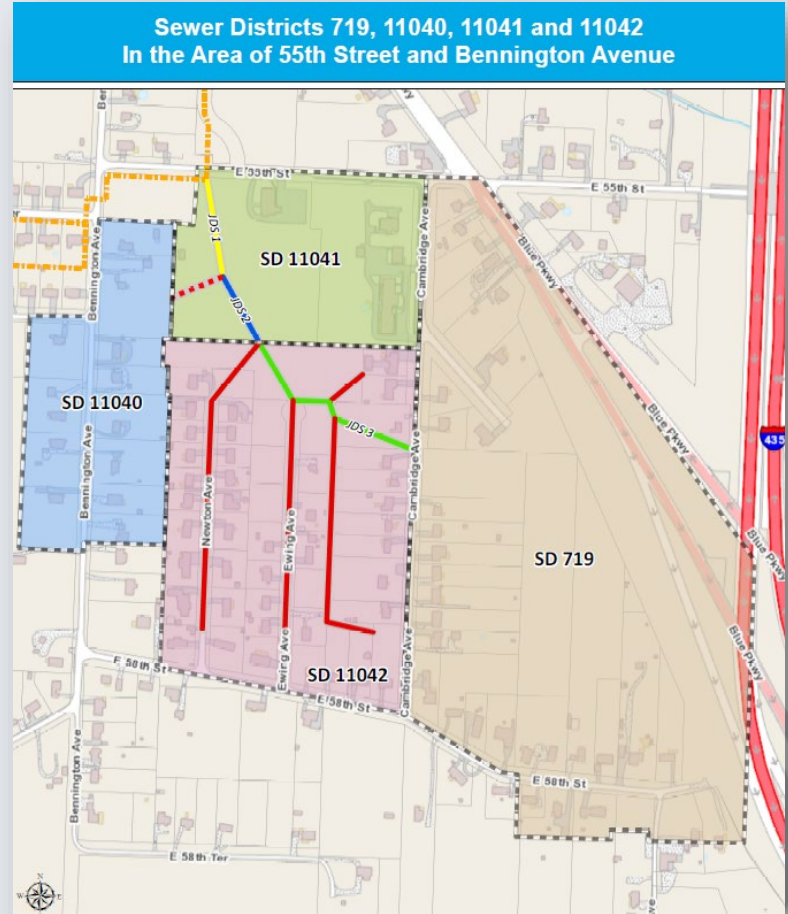 Sewer Districts 719, 11040, 11041 and 11042
In the Area of 55th Street and Bennington Avenue
E 55th St
E 55th St
JDS 1
SD 11041
Cambridge Ave
Blue Pkwy
Bennington Ave
JDS 2
SD 11040
Blue Pkwy
JDS 3
435
Bennington Ave
Newton Ave
Ewing Ave
Cambridge Ave
SD 719
Blue Pkwy
Blue Pkwy
E 58th St
Ewing Ave
SD 11042
Cambridge Ave
E 58th St
E 58th St
Bennington Ave
E 58th Ter
N
W
E